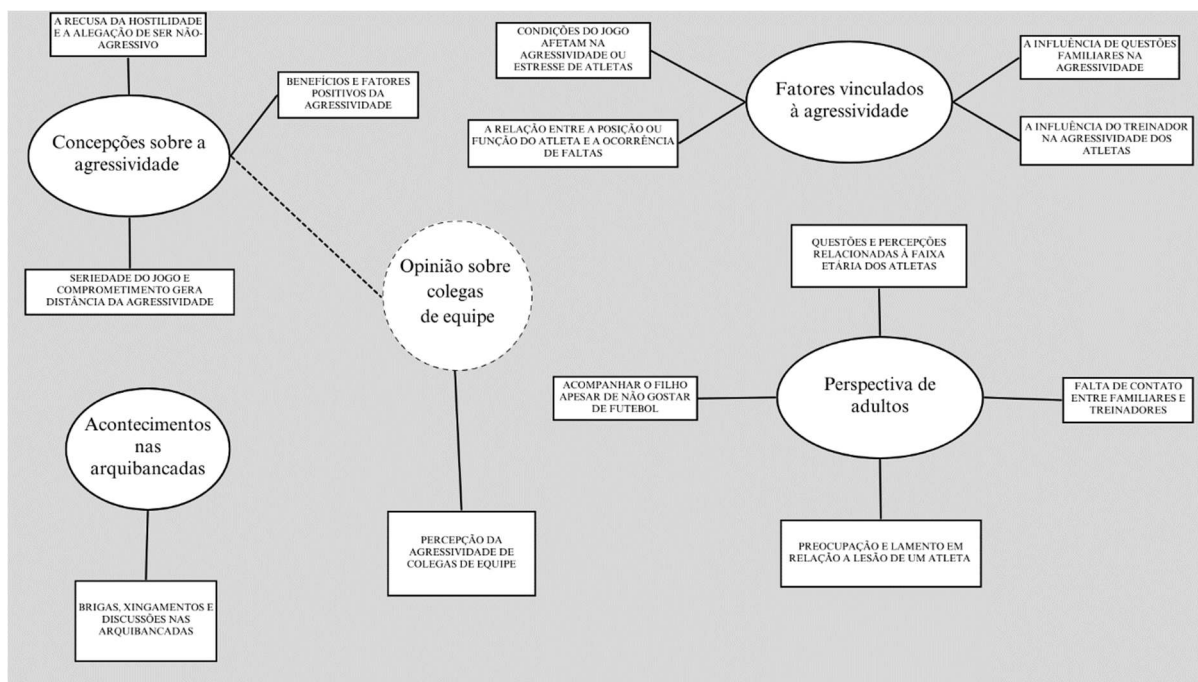 A RECUSA DA HOSTILIDADE
E A ALEGAÇÃO DE SER NÃO-
AGRESSIVO
BENEFÍCIOS E FATORES
POSITIVOS DA
AGRESSIVIDADE
Concepções sobre a
agressividade
SERIEDADE DO JOGO E
COMPROMETIMENTO GERA
DISTÂNCIA DA AGRESSIVIDADE
CONDIÇÕES DO JOGO
AFETAM NA
AGRESSIVIDADE OU
ESTRESSE DE ATLETAS
A RELAÇÃO ENTRE A POSIÇÃO OU
FUNÇÃO DO ATLETA E A OCORRÊNCIA
DE FALTAS
Fatores vinculados
à agressividade
A INFLUÊNCIA DE QUESTÕES
FAMILIARES NA
AGRESSIVIDADE
A INFLUÊNCIA DO TREINADOR
NA AGRESSIVIDADE DOS
ATLETAS
Opinião sobre
colegas
de equipe
PERCEPÇÃO DA
AGRESSIVIDADE DE
COLEGAS DE EQUIPE
Acontecimentos
nas
arquibancadas
BRIGAS, XINGAMENTOS E
DISCUSSÕES NAS
ARQUIBANCADAS
QUESTÕES E PERCEPÇÕES
RELACIONADAS À FAIXA
ETÁRIA DOS ATLETAS
ACOMPANHAR O FILHO
APESAR DE NÃO GOSTAR
DE FUTEBOL
Perspectiva de
adultos
FALTA DE CONTATO
ENTRE FAMILIARES E
TREINADORES
PREOCUPAÇÃO E LAMENTO EM
RELAÇÃO A LESÃO DE UM ATLETA